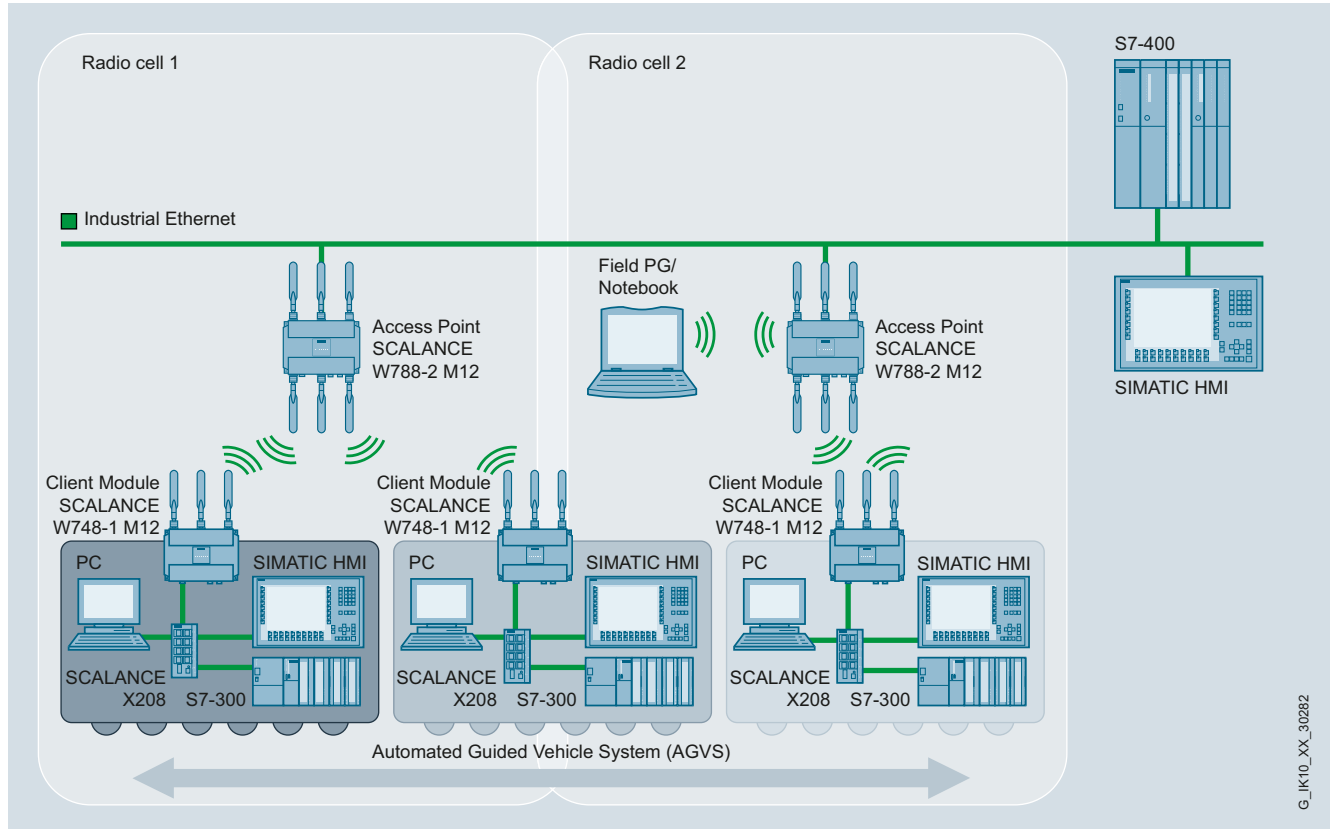 Radio cell 1
Radio cell 2
S7-400
Industrial Ethernet
Field PG/
Notebook
Access Point
SCALANCE
W788-2 M12
Access Point
SCALANCE
W788-2 M12
SIMATIC HMI
Client Module
SCALANCE
W748-1 M12
Client Module
SCALANCE
W748-1 M12
Client Module
SCALANCE
W748-1 M12
PC
SIMATIC HMI
SCALANCE
X208
S7-300
PC
SIMATIC HMI
SCALANCE
X208
S7-300
PC
SIMATIC HMI
SCALANCE
X208
S7-300
Automated Guided Vehicle System (AGVS)
G_IK10_XX_30282